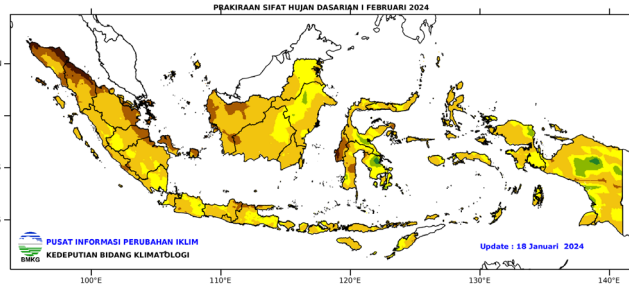 PRAKIRAAN SIFAT HUJAN DASARIAN I FEBRUARI 2024
PUSAT INFORMASI PERUBAHAN IKLIM
KEDEPUTIAN BIDANG KLIMATOLOGI
BMKG
Update : 18 Januari 2024
100°E 110°E 120°E 130°E 140°E